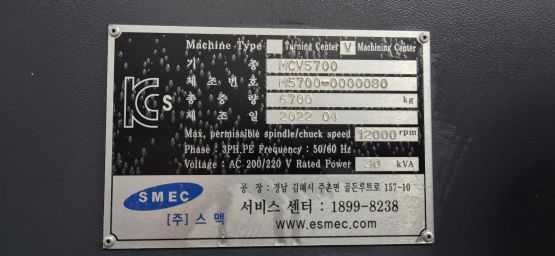 Machine Type Turning Center V Machining Center
기 종 MCV5700
제 조 번 호 M5700-0000080
총 중 량 6700 kg
제 조 일 2022 04
Max. permissible spindle/chuck speed 12000 rpm
Phase : 3PH.PE Frequency : 50/60 Hz
Voltage : AC 200/220 V Rated Power 30 kVA
KCs
SMEC
[주] 스 맥
공 장 : 경남 김해시 주촌면 골든루트로 157-10
서비스 센터 : 1899-8238
www.esmec.com